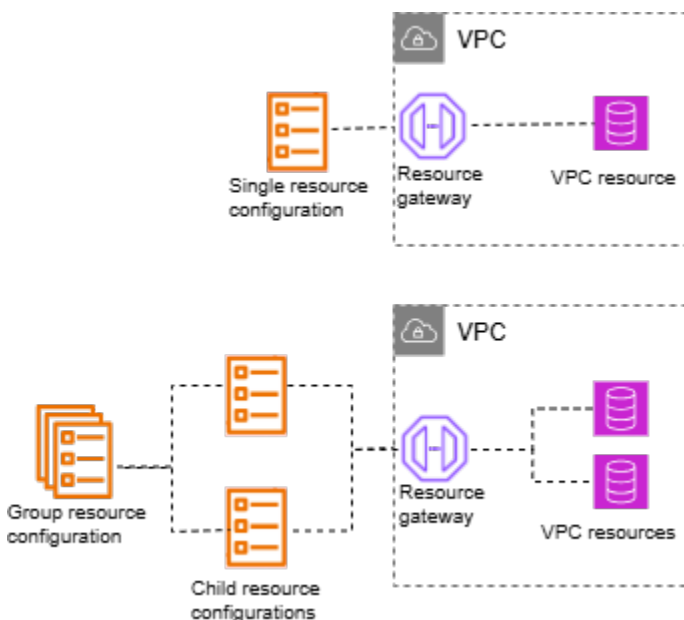 VPC
Single resource
configuration
Resource
gateway
VPC resource
VPC
Group resource
configuration
Child resource
configurations
Resource
gateway
VPC resources